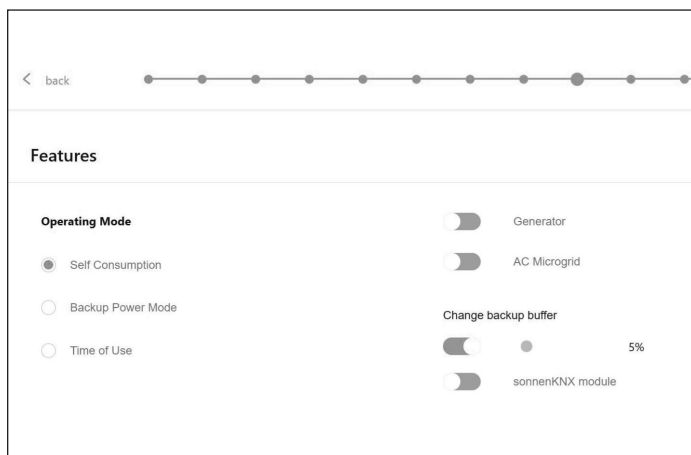 back
Features
Operating Mode
Self Consumption
Backup Power Mode
Time of Use
Generator
AC Microgrid
Change backup buffer
5%
sonnenKNX module